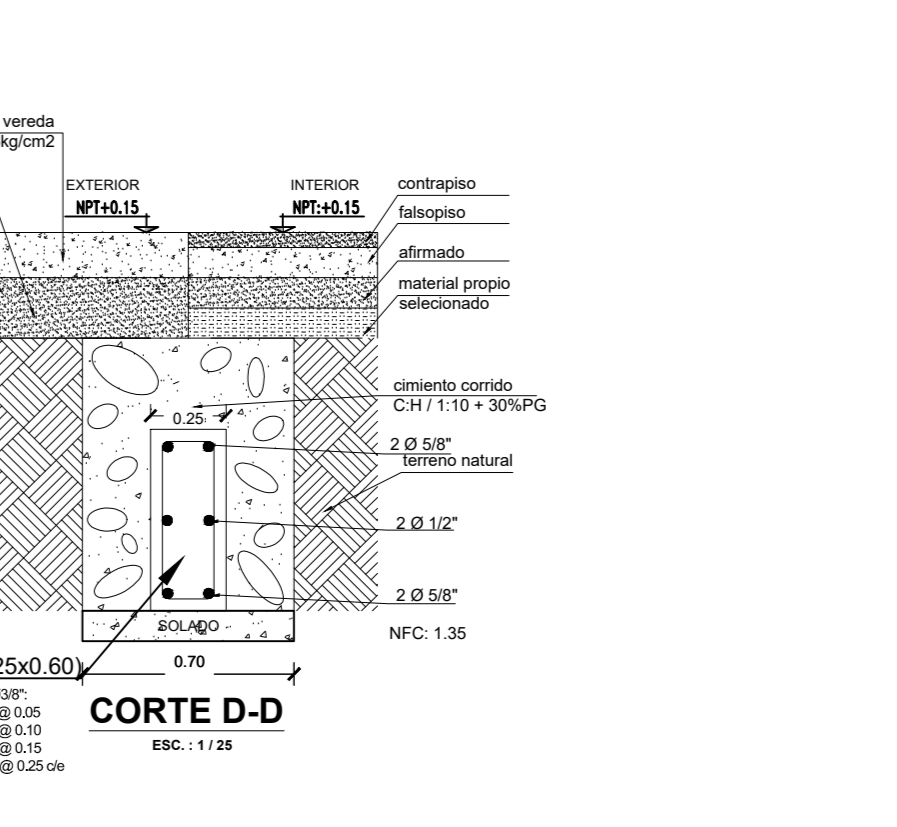 vereda
kg/cm2
EXTERIOR
NPT+0.15
INTERIOR
NPT:+0.15
contrapiso
falsopiso
afirmado
material propio
selecionado
cimiento corrido
C:H / 1:10 + 30%PG
0.25
2 Ø 5/8"
terreno natural
2 Ø 1/2"
2 Ø 5/8"
SOLADO
NFC: 1.35
25x0.60)
0.70
3/8":
@ 0.05
@ 0.10
@ 0.15
@ 0.25 c/e
CORTE D-D
ESC. : 1 / 25